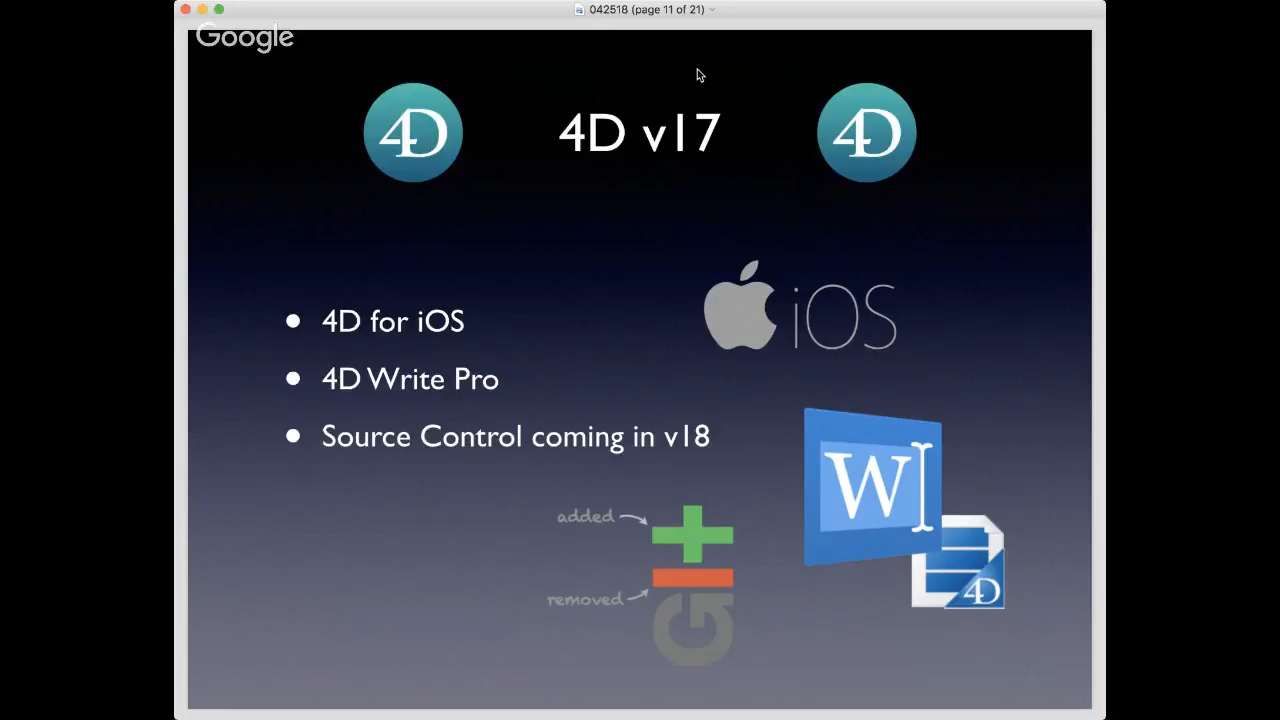 042518 (page 11 of 21)
Google
4D 4D v17 4D
iOS
4D for iOS
4D Write Pro
Source Control coming in v18
W
added
removed
4D
G